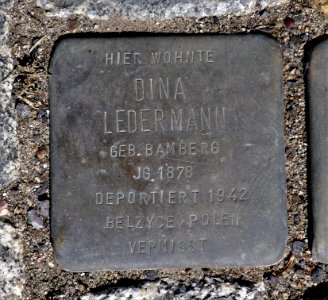 HIER WOHNTE
DINA
LEDERMANN
GEB. BAMBERG
JG. 1878
DEPORTIERT 1942
BELZYCE/POLEN
VERMISST